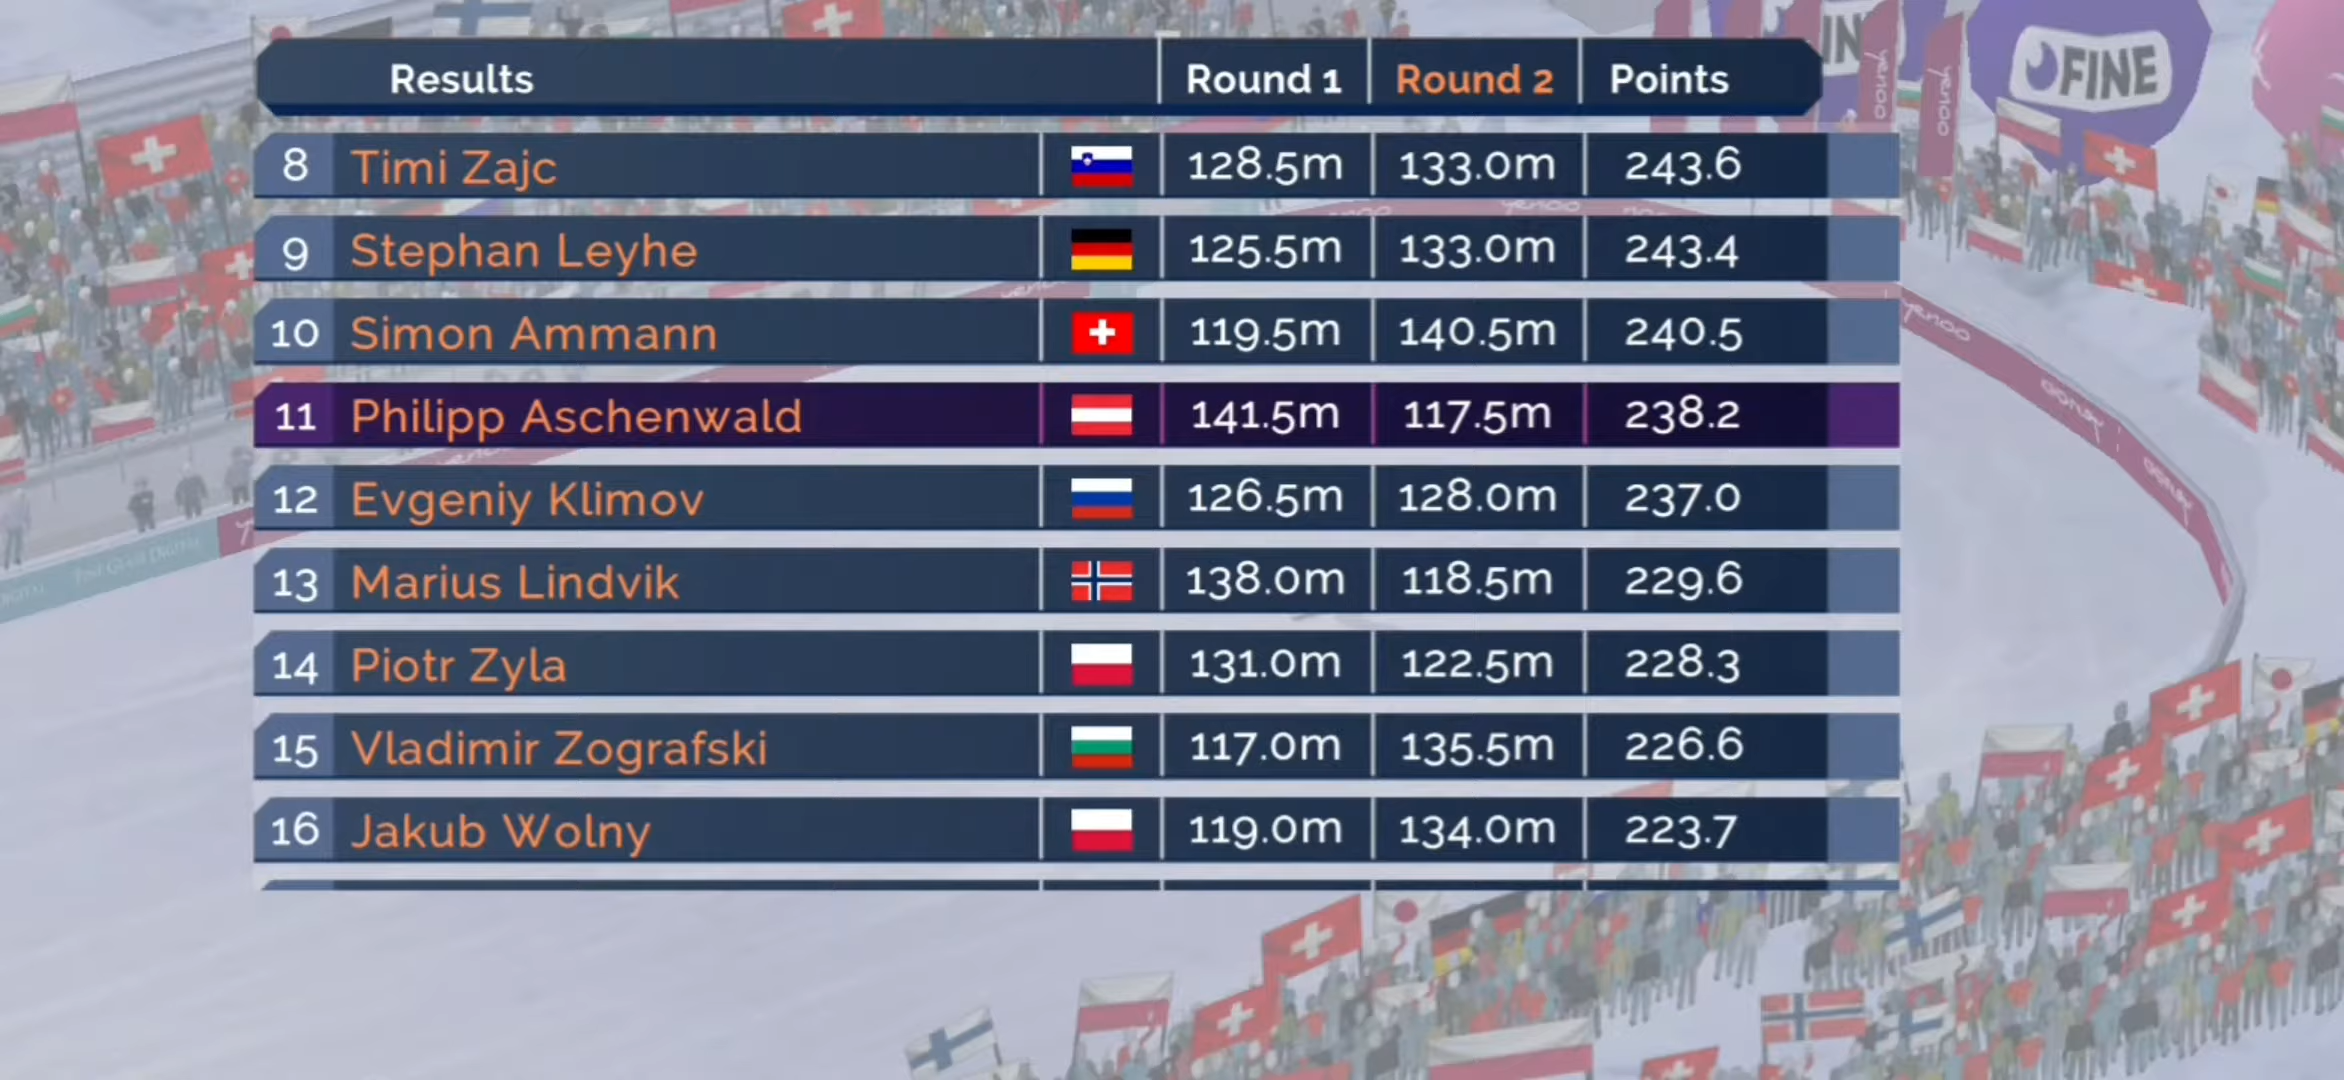 Results Round 1 Round 2 Points
8 Timi Zajc 128.5m 133.0m 243.6
9 Stephan Leyhe 125.5m 133.0m 243.4
10 Simon Ammann 119.5m 140.5m 240.5
11 Philipp Aschenwald 141.5m 117.5m 238.2
12 Evgeniy Klimov 126.5m 128.0m 237.0
13 Marius Lindvik 138.0m 118.5m 229.6
14 Piotr Zyla 131.0m 122.5m 228.3
15 Vladimir Zografski 117.0m 135.5m 226.6
16 Jakub Wolny 119.0m 134.0m 223.7
FINE
yenoo
yenoo
yenoo
yenoo